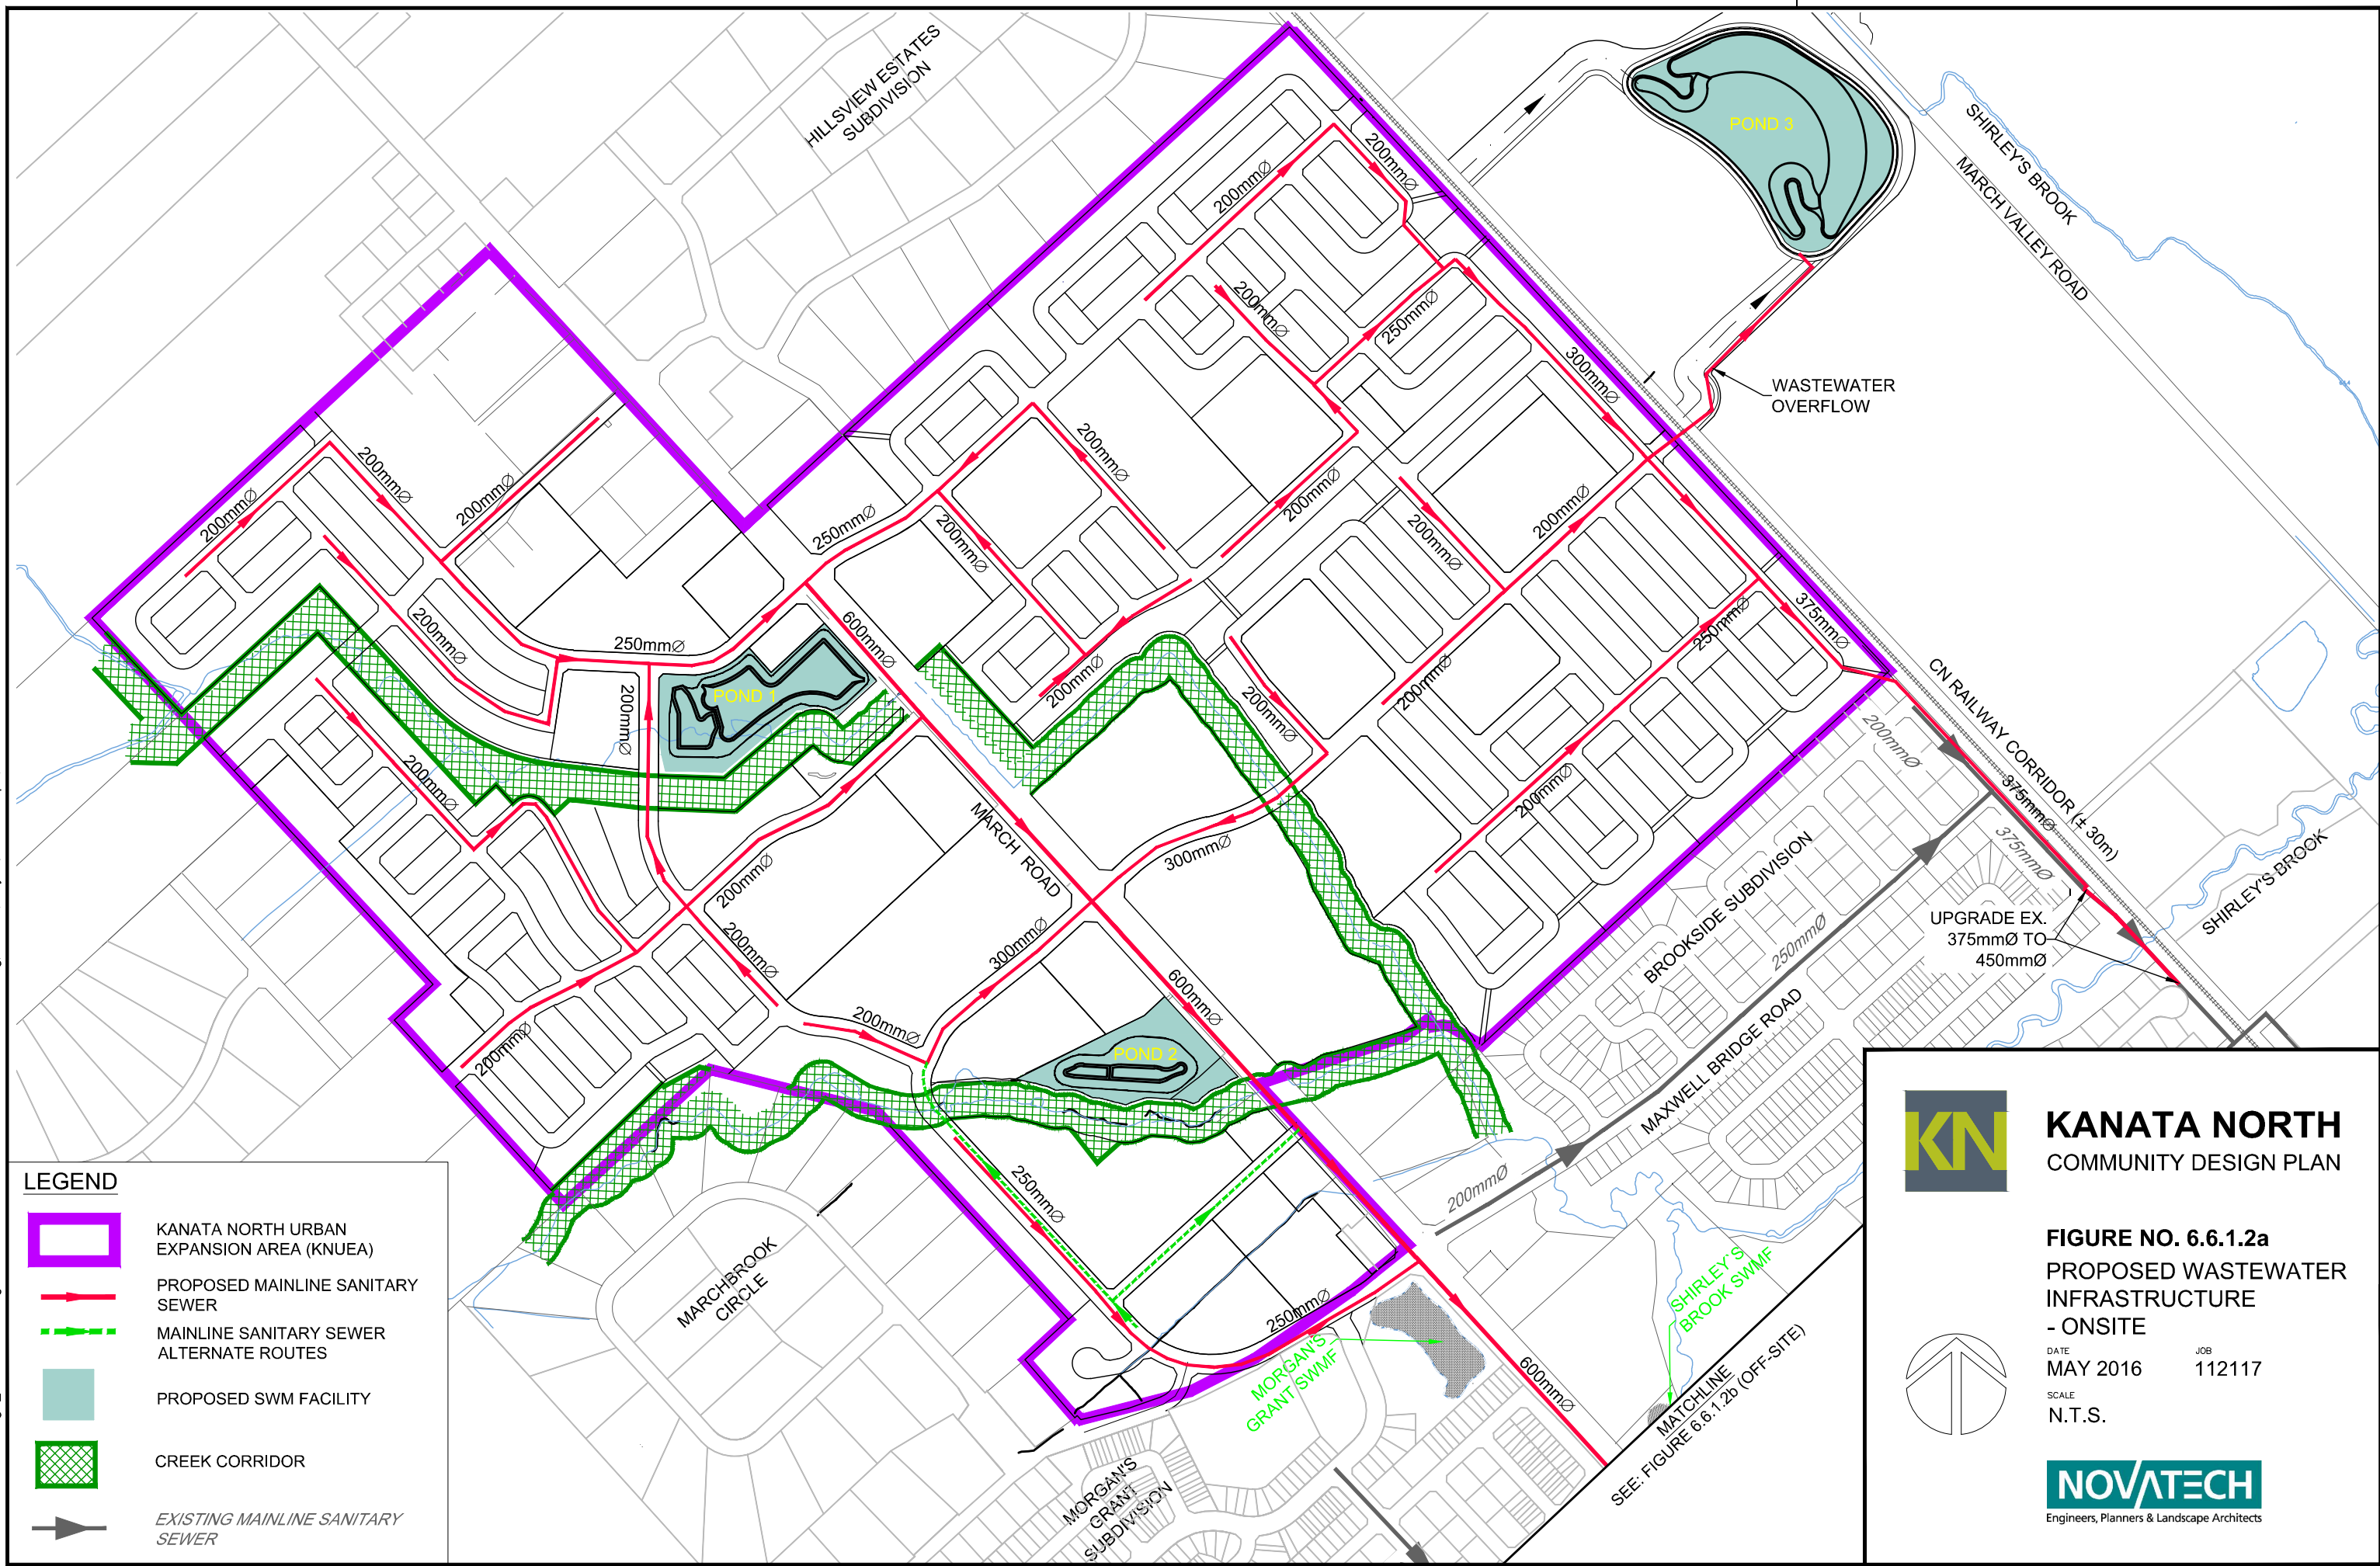 HILLSVIEW ESTATES
SUBDIVISION
POND 3
SHIRLEY'S BROOK
MARCH VALLEY ROAD
200mmØ
200mmØ
200mmØ
250mmØ
300mmØ
WASTEWATER
OVERFLOW
200mmØ
200mmØ
200mmØ
200mmØ
250mmØ
200mmØ
200mmØ
200mmØ
200mmØ
200mmØ
250mmØ
600mmØ
250mmØ
375mmØ
200mmØ
POND 1
200mmØ
200mmØ
200mmØ
200mmØ
CN RAILWAY CORRIDOR (± 30m)
200mmØ
200mmØ
200mmØ
375mmØ
375mmØ
MARCH ROAD
300mmØ
200mmØ
BROOKSIDE SUBDIVISION
SHIRLEY'S BROOK
UPGRADE EX.
375mmØ TO
450mmØ
200mmØ
300mmØ
250mmØ
600mmØ
200mmØ
200mmØ
POND 2
MAXWELL BRIDGE ROAD
200mmØ
250mmØ
MARCHBROOK
CIRCLE
250mmØ
SHIRLEY'S
BROOK SWMF
MORGAN'S
GRANT SWMF
600mmØ
MATCHLINE
SEE: FIGURE 6.6.1.2b (OFF-SITE)
MORGAN'S
GRANT
SUBDIVISION
LEGEND
KANATA NORTH URBAN
EXPANSION AREA (KNUEA)
PROPOSED MAINLINE SANITARY
SEWER
MAINLINE SANITARY SEWER
ALTERNATE ROUTES
PROPOSED SWM FACILITY
CREEK CORRIDOR
EXISTING MAINLINE SANITARY
SEWER
KN
KANATA NORTH
COMMUNITY DESIGN PLAN
FIGURE NO. 6.6.1.2a
PROPOSED WASTEWATER
INFRASTRUCTURE
- ONSITE
DATE
MAY 2016
JOB
112117
SCALE
N.T.S.
NOVATECH
Engineers, Planners & Landscape Architects